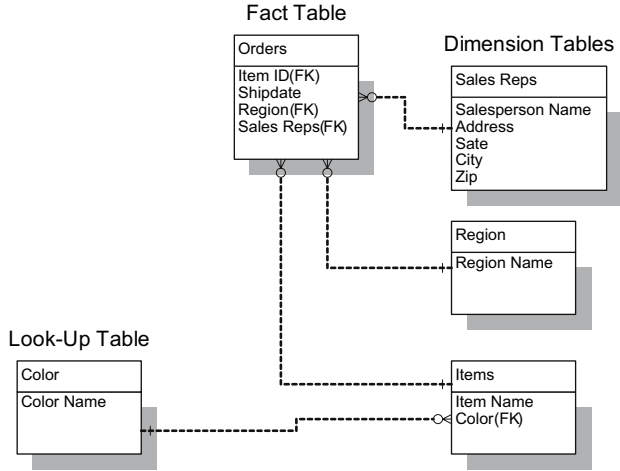 Fact Table
Orders
Item ID(FK)
Shipdate
Region(FK)
Sales Reps(FK)
Dimension Tables
Sales Reps
Salesperson Name
Address
Sate
City
Zip
Region
Region Name
Look-Up Table
Color
Color Name
Items
Item Name
Color(FK)